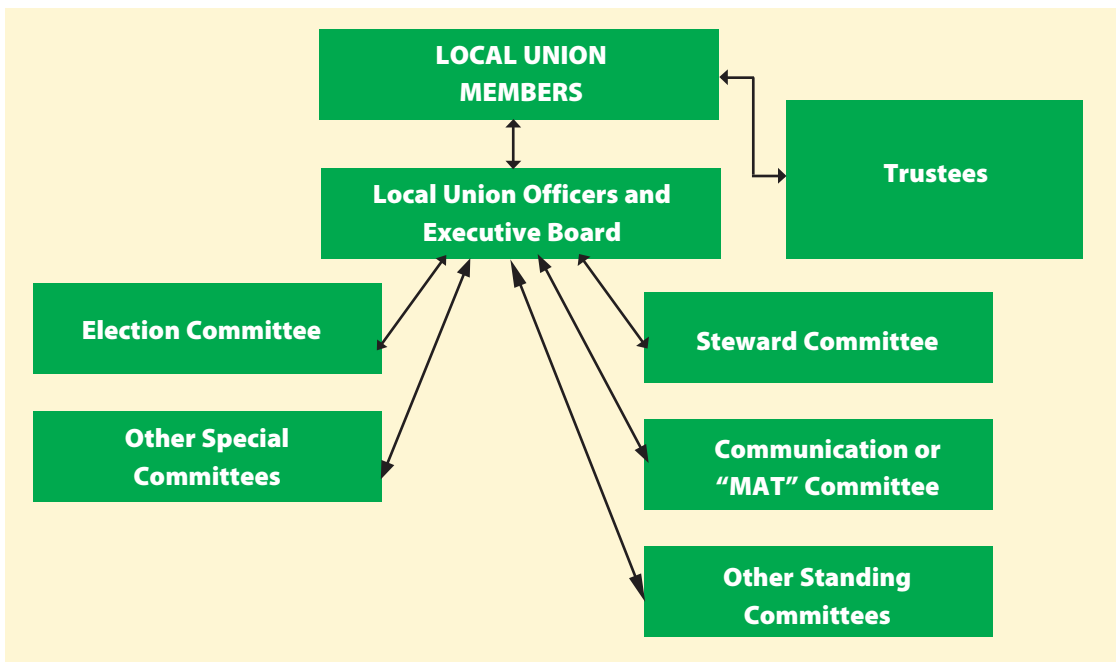 LOCAL UNION
MEMBERS
Trustees
Local Union Officers and
Executive Board
Election Committee
Steward Committee
Other Special
Committees
Communication or
“MAT” Committee
Other Standing
Committees